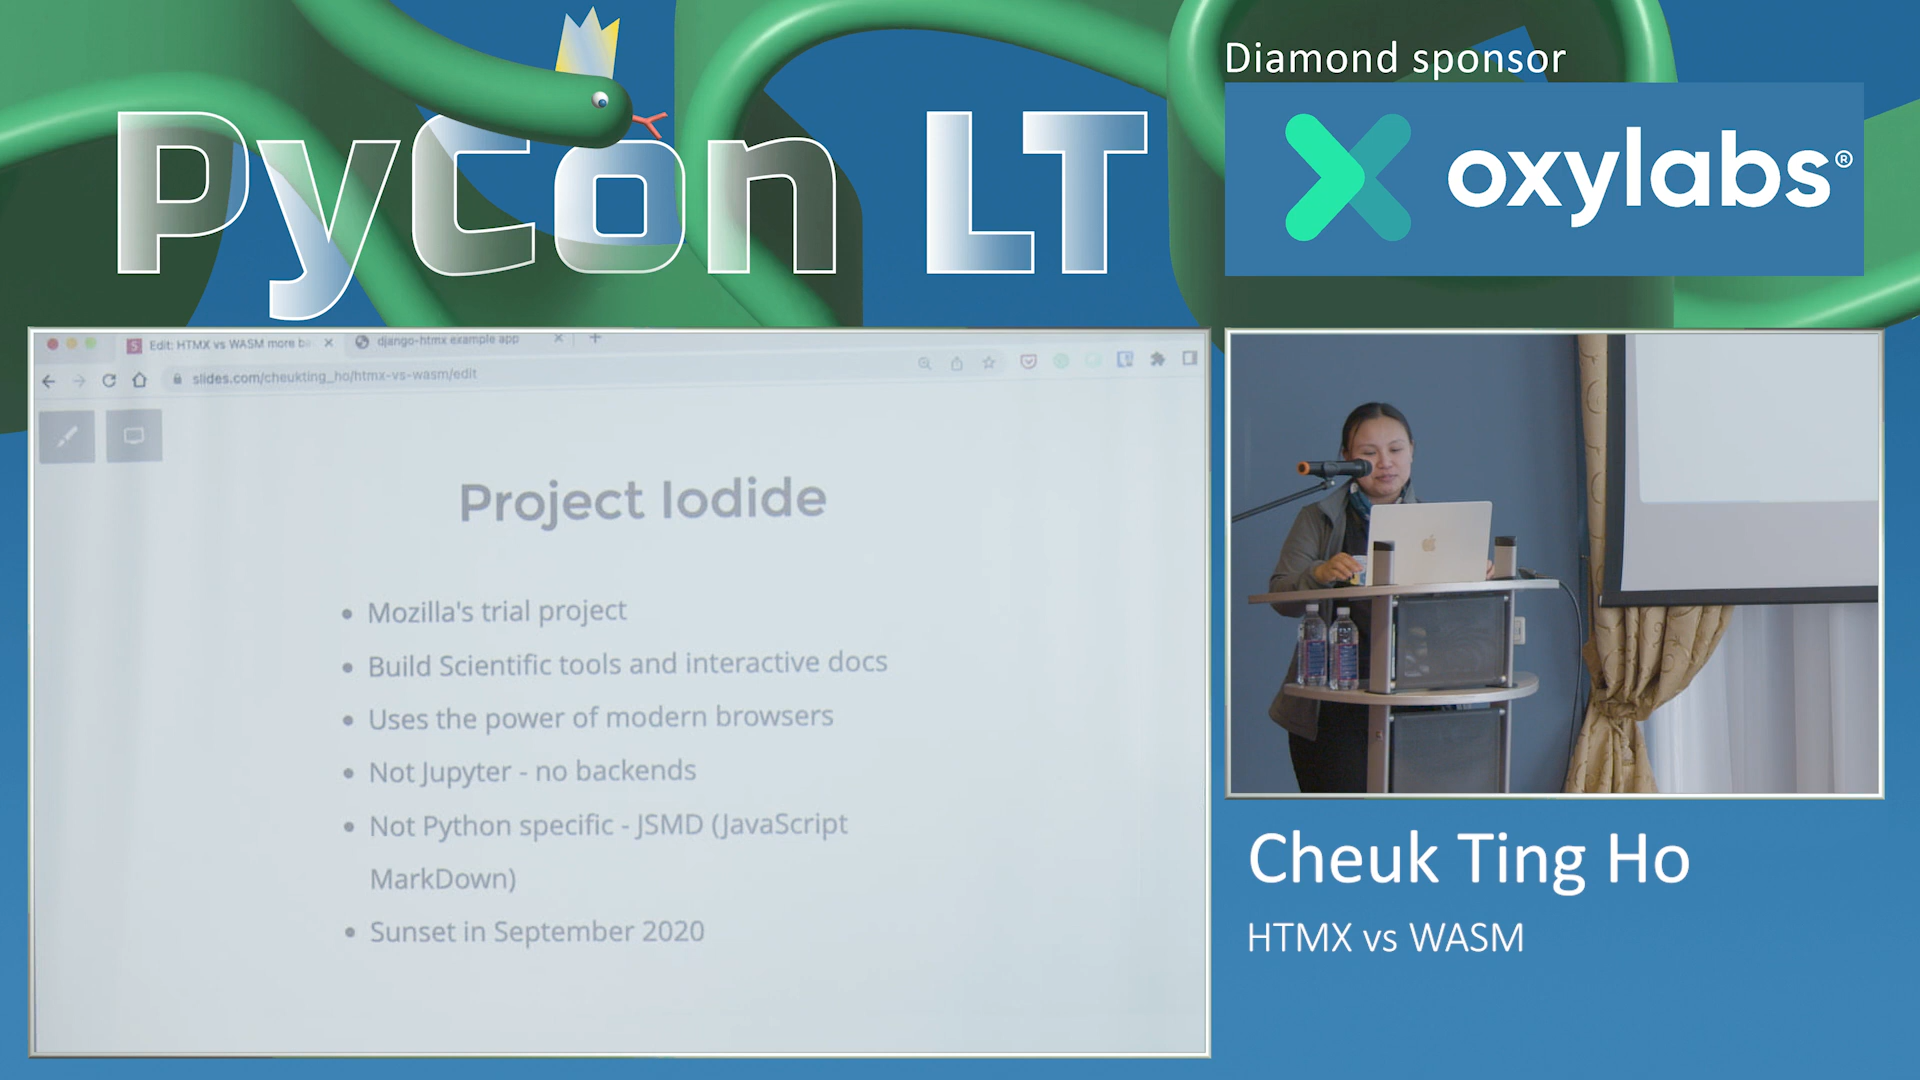 PyCon LT
Diamond sponsor
oxylabs®
Edit: HTMX vs WASM more b
django-htmx example app
slides.com/cheukting_ho/htmx-vs-wasm/edit
Project Iodide
• Mozilla's trial project
• Build Scientific tools and interactive docs
• Uses the power of modern browsers
• Not Jupyter - no backends
• Not Python specific - JSMD (JavaScript
MarkDown)
• Sunset in September 2020
Cheuk Ting Ho
HTMX vs WASM